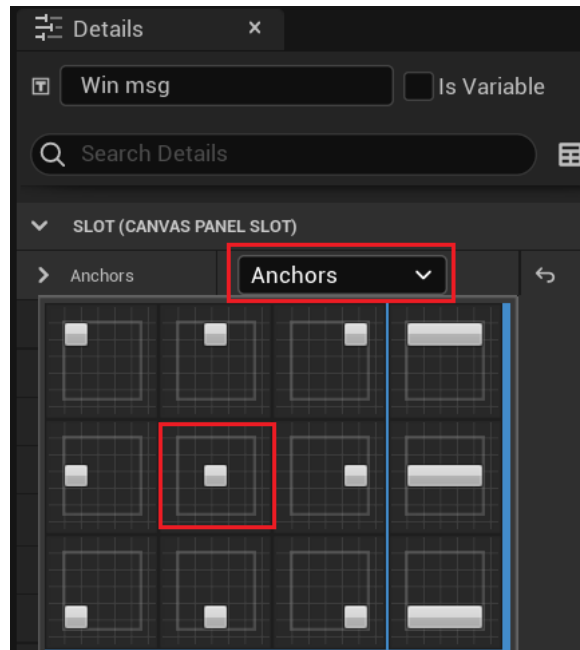 Details
Win msg
Is Variable
Search Details
SLOT (CANVAS PANEL SLOT)
Anchors
Anchors